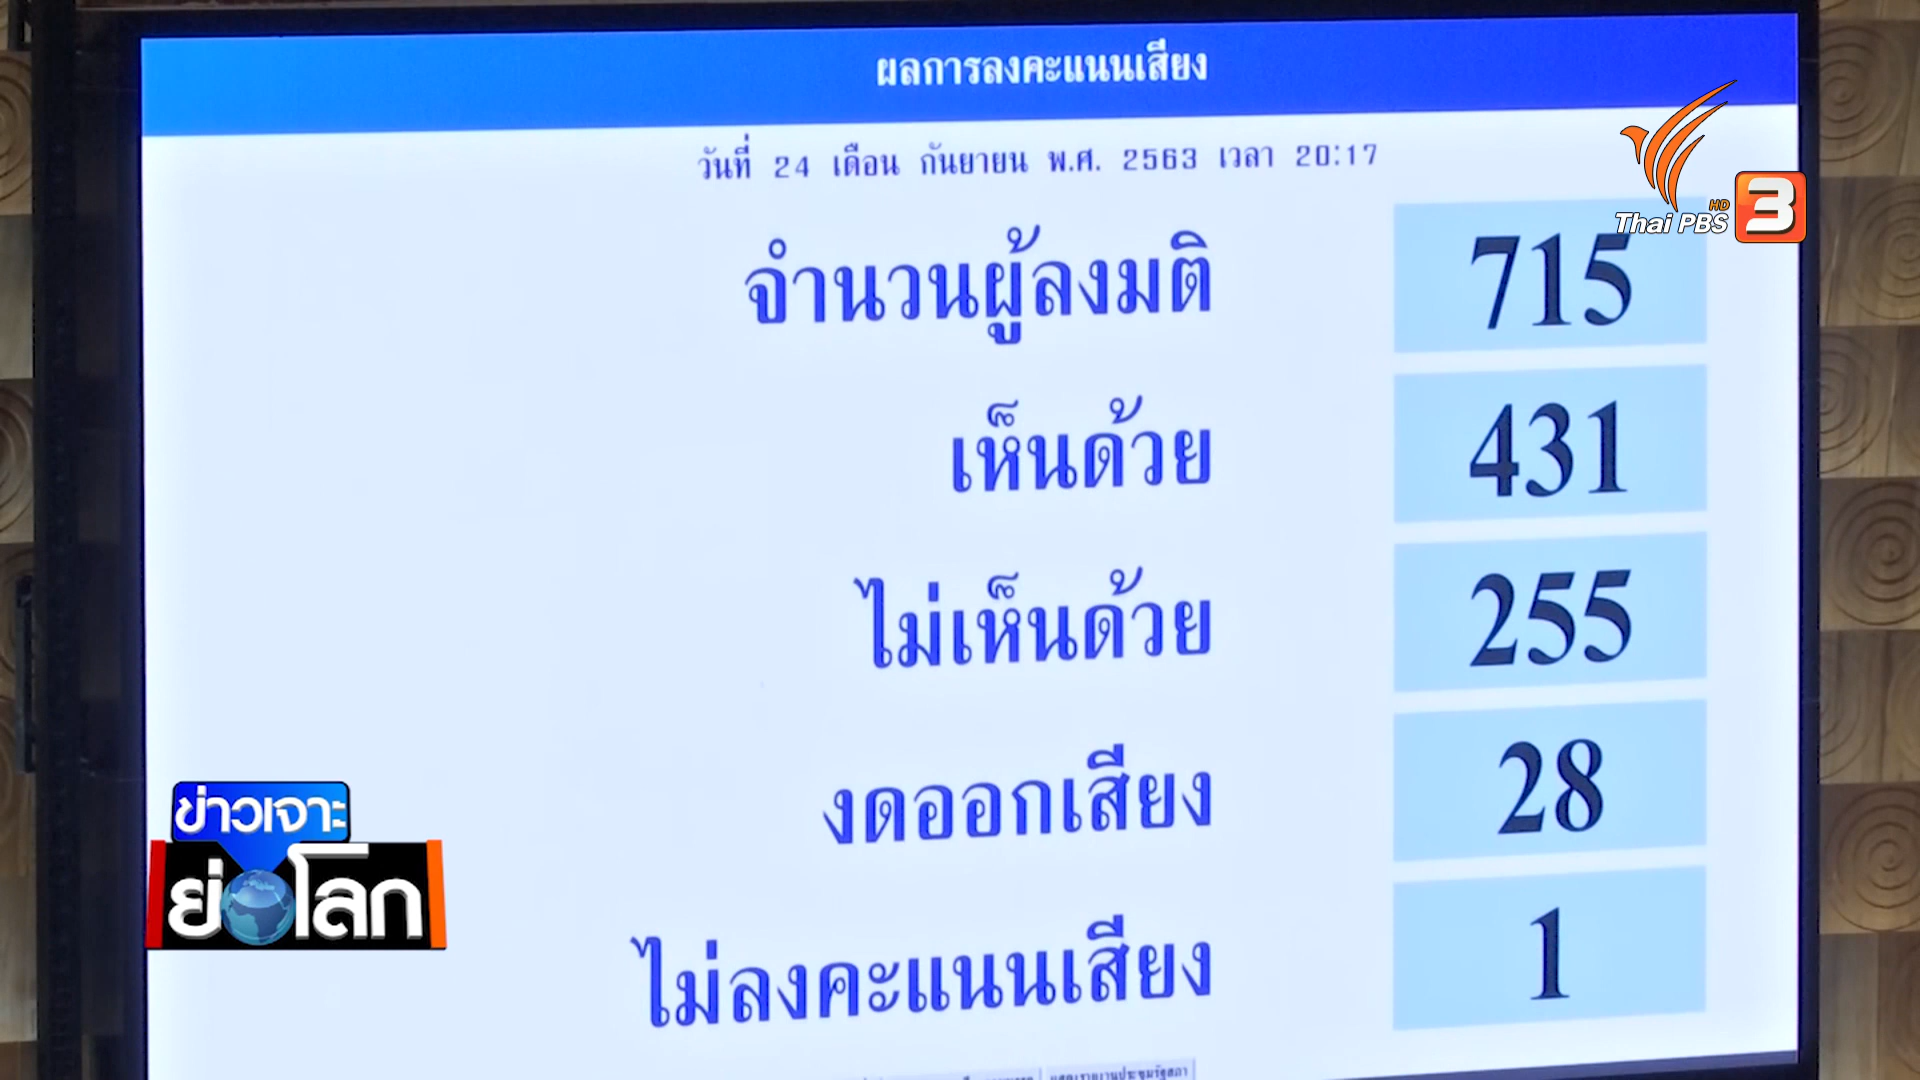 ผลการลงคะแนนเสียง
วันที่ 24 เดือน กันยายน พ.ศ. 2563 เวลา 20:17
Thai PBS HD 3
จำนวนผู้ลงมติ 715
เห็นด้วย 431
ไม่เห็นด้วย 255
งดออกเสียง 28
ข่าวเจาะ
ย่อโลก
ไม่ลงคะแนนเสียง 1